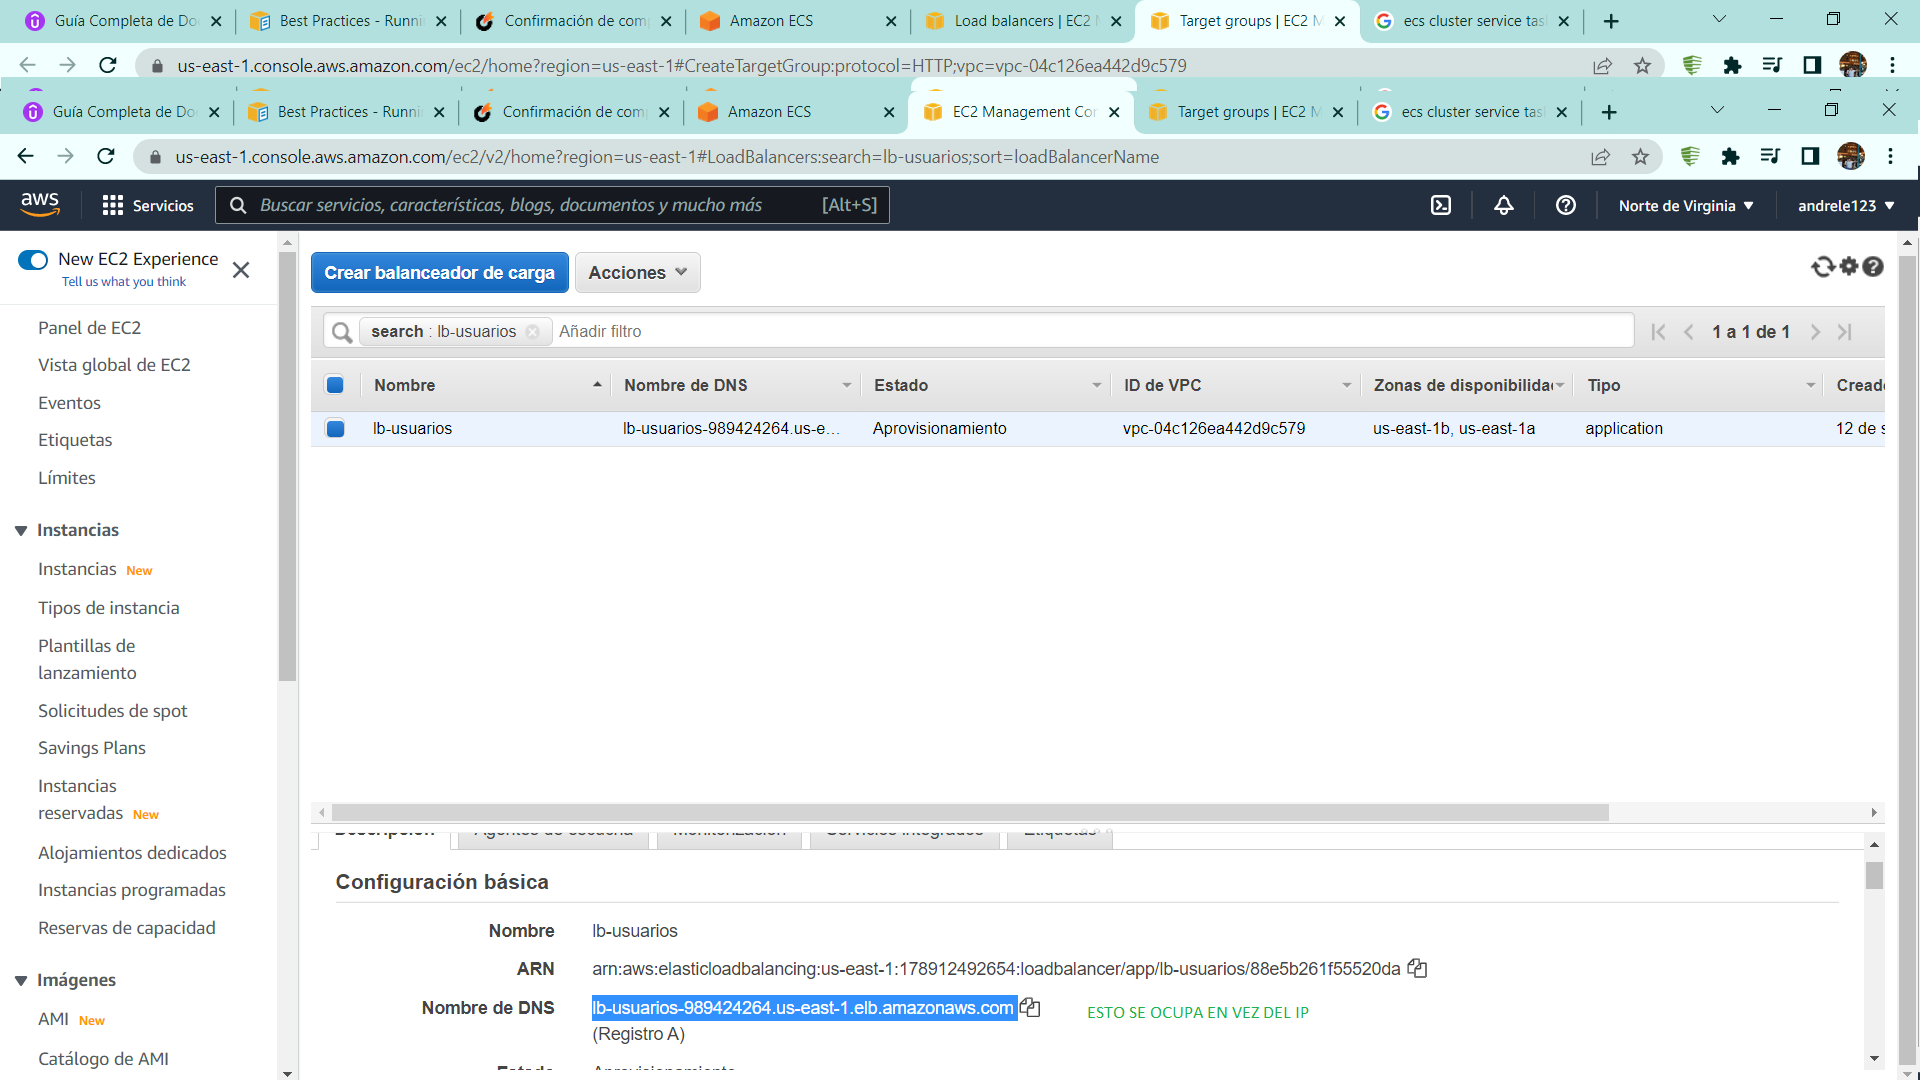 Guía Completa de Do
Best Practices - Runni
Confirmación de com
Amazon ECS
Load balancers | EC2
Target groups | EC2 M
ecs cluster service tas
us-east-1.console.aws.amazon.com/ec2/home?region=us-east-1#CreateTargetGroup:protocol=HTTP;vpc=vpc-04c126ea442d9c579
Guía Completa de Do
Best Practices - Runni
Confirmación de com
Amazon ECS
EC2 Management Con
Target groups | EC2 M
ecs cluster service tas
us-east-1.console.aws.amazon.com/ec2/v2/home?region=us-east-1#LoadBalancers:search=lb-usuarios;sort=loadBalancerName
aws
Servicios
Buscar servicios, características, blogs, documentos y mucho más [Alt+S]
Norte de Virginia
andrele123
New EC2 Experience
Tell us what you think
Panel de EC2
Vista global de EC2
Eventos
Etiquetas
Límites
Instancias
Instancias New
Tipos de instancia
Plantillas de
lanzamiento
Solicitudes de spot
Savings Plans
Instancias
reservadas New
Alojamientos dedicados
Instancias programadas
Reservas de capacidad
Imágenes
AMI New
Catálogo de AMI
Crear balanceador de carga
Acciones
search : lb-usuarios
Añadir filtro
1 a 1 de 1
Nombre Nombre de DNS Estado ID de VPC Zonas de disponibilida Tipo Cread
lb-usuarios lb-usuarios-989424264.us-e... Aprovisionamiento vpc-04c126ea442d9c579 us-east-1b, us-east-1a application 12 de s
Descripción Agentes de escucha Monitorización Servicios integrados Etiquetas
Configuración básica
Nombre lb-usuarios
ARN arn:aws:elasticloadbalancing:us-east-1:178912492654:loadbalancer/app/lb-usuarios/88e5b261f55520da
Nombre de DNS lb-usuarios-989424264.us-east-1.elb.amazonaws.com
(Registro A)
ESTO SE OCUPA EN VEZ DEL IP
Estado Aprovisionamiento